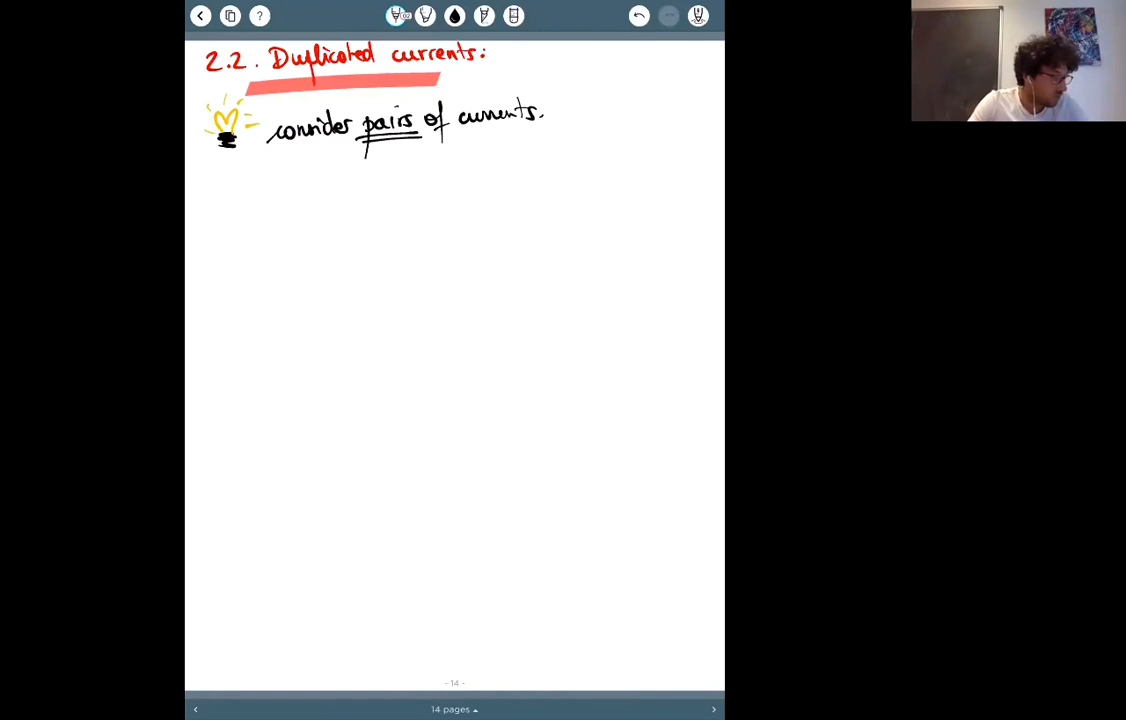 ?
2.2. Duplicated currents:
consider pairs of currents.
- 14 -
14 pages